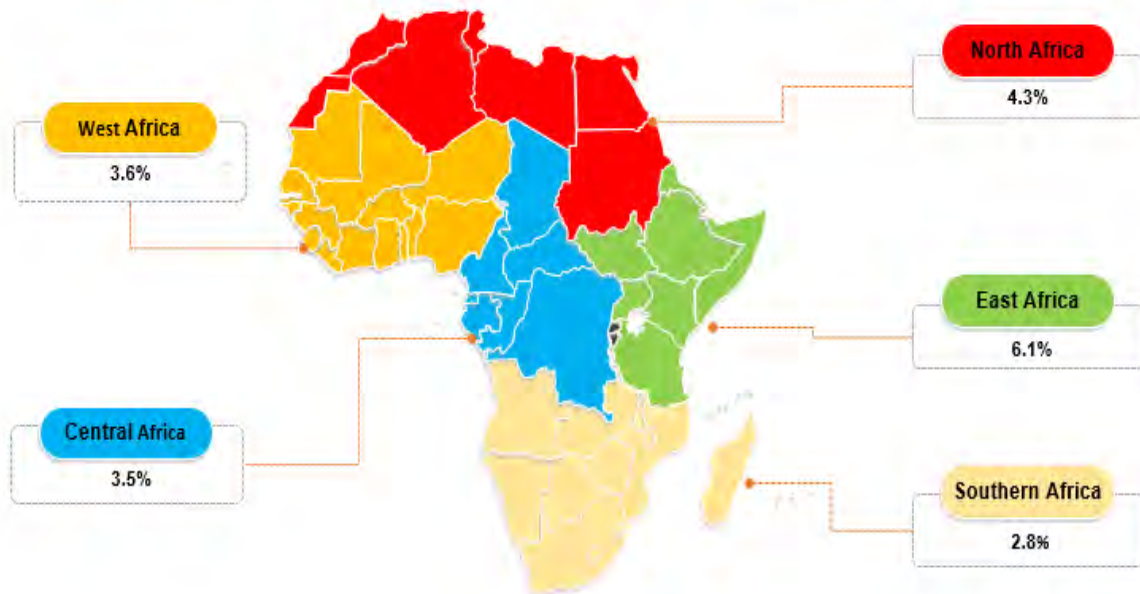 North Africa
4.3%
West Africa
3.6%
East Africa
6.1%
Central Africa
3.5%
Southern Africa
2.8%